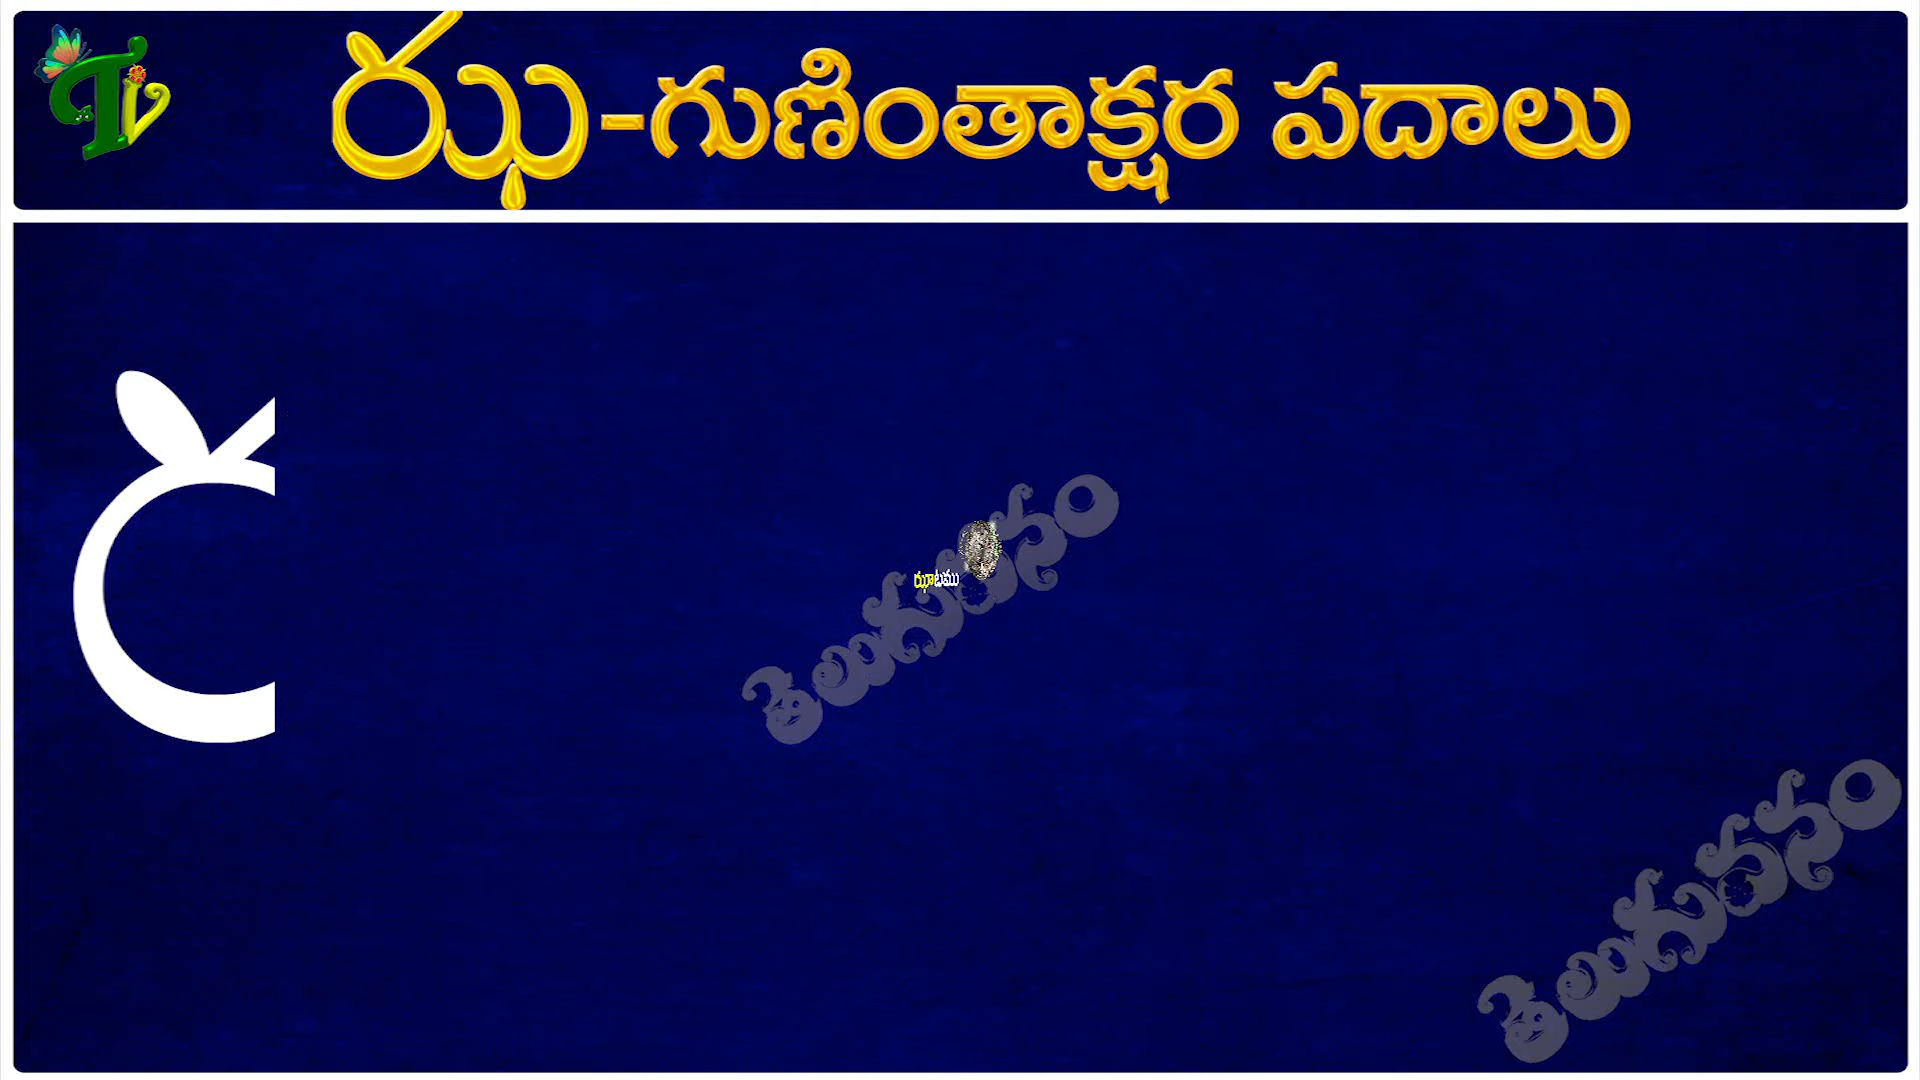 ఝ-గుణింతాక్షర పదాలు
ఝాటము
తెలుగువనం
తెలుగువనం